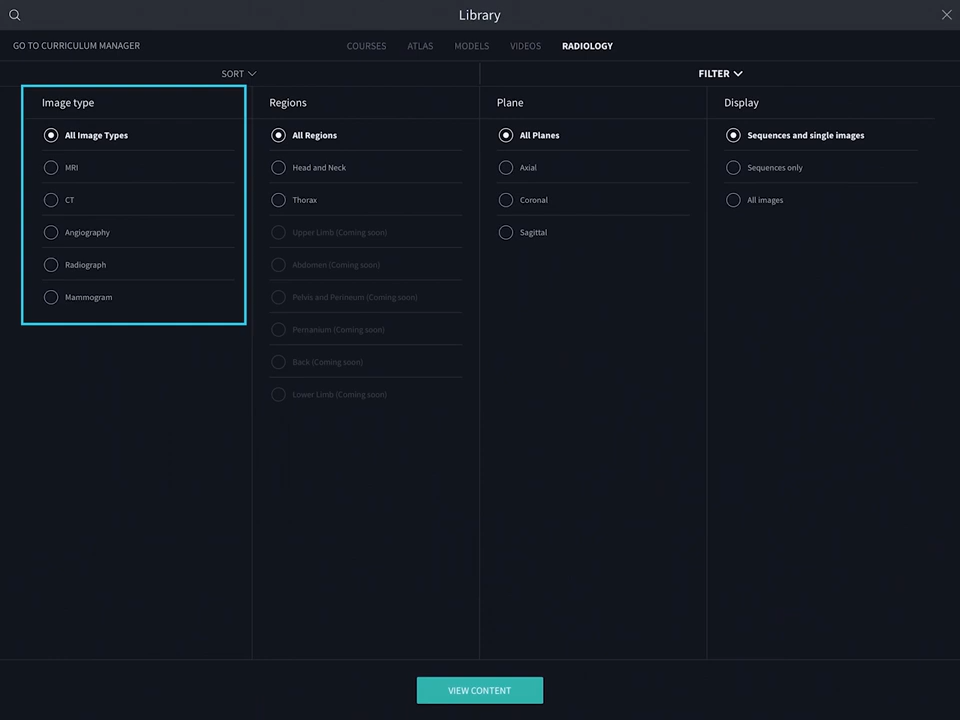 Library
GO TO CURRICULUM MANAGER
COURSES ATLAS MODELS VIDEOS RADIOLOGY
SORT
FILTER
Image type
All Image Types
MRI
CT
Angiography
Radiograph
Mammogram
Regions
All Regions
Head and Neck
Thorax
Upper Limb (Coming soon)
Abdomen (Coming soon)
Pelvis and Perineum (Coming soon)
Pernanium (Coming soon)
Back (Coming soon)
Lower Limb (Coming soon)
Plane
All Planes
Axial
Coronal
Sagittal
Display
Sequences and single images
Sequences only
All images
VIEW CONTENT